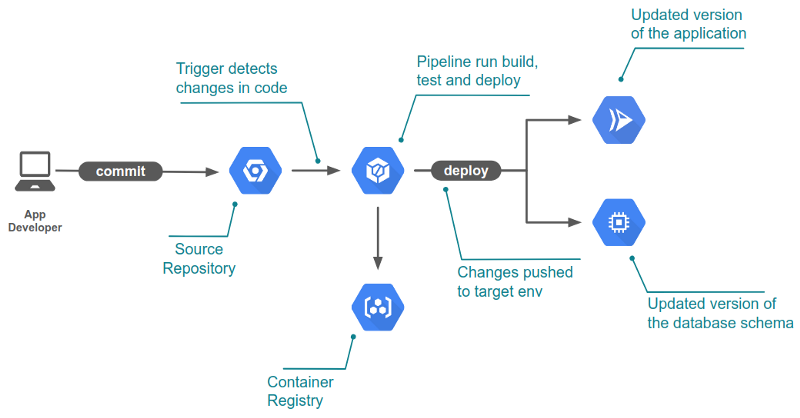 Updated version
of the application
Pipeline run build,
test and deploy
Trigger detects
changes in code
commit
deploy
App
Developer
Source
Repository
Changes pushed
to target env
Updated version of
the database schema
Container
Registry